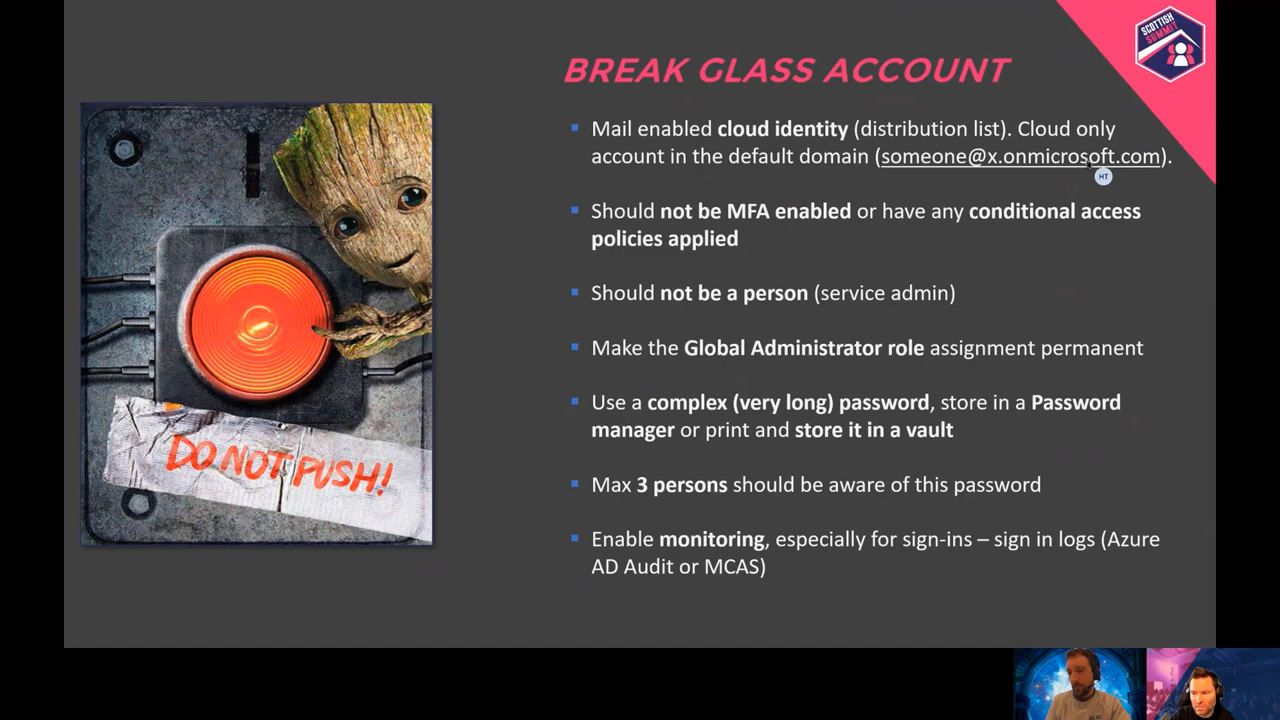 SCOTTISH
SUMMIT
BREAK GLASS ACCOUNT
▪ Mail enabled cloud identity (distribution list). Cloud only
account in the default domain (someone@x.onmicrosoft.com).
HT
▪ Should not be MFA enabled or have any conditional access
policies applied
▪ Should not be a person (service admin)
▪ Make the Global Administrator role assignment permanent
▪ Use a complex (very long) password, store in a Password
manager or print and store it in a vault
▪ Max 3 persons should be aware of this password
▪ Enable monitoring, especially for sign-ins – sign in logs (Azure
AD Audit or MCAS)
DO NOT PUSH!